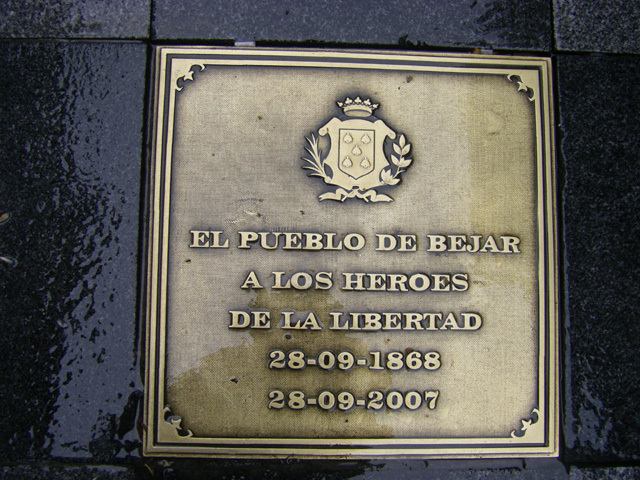 EL PUEBLO DE BEJAR
A LOS HEROES
DE LA LIBERTAD
28-09-1868
28-09-2007